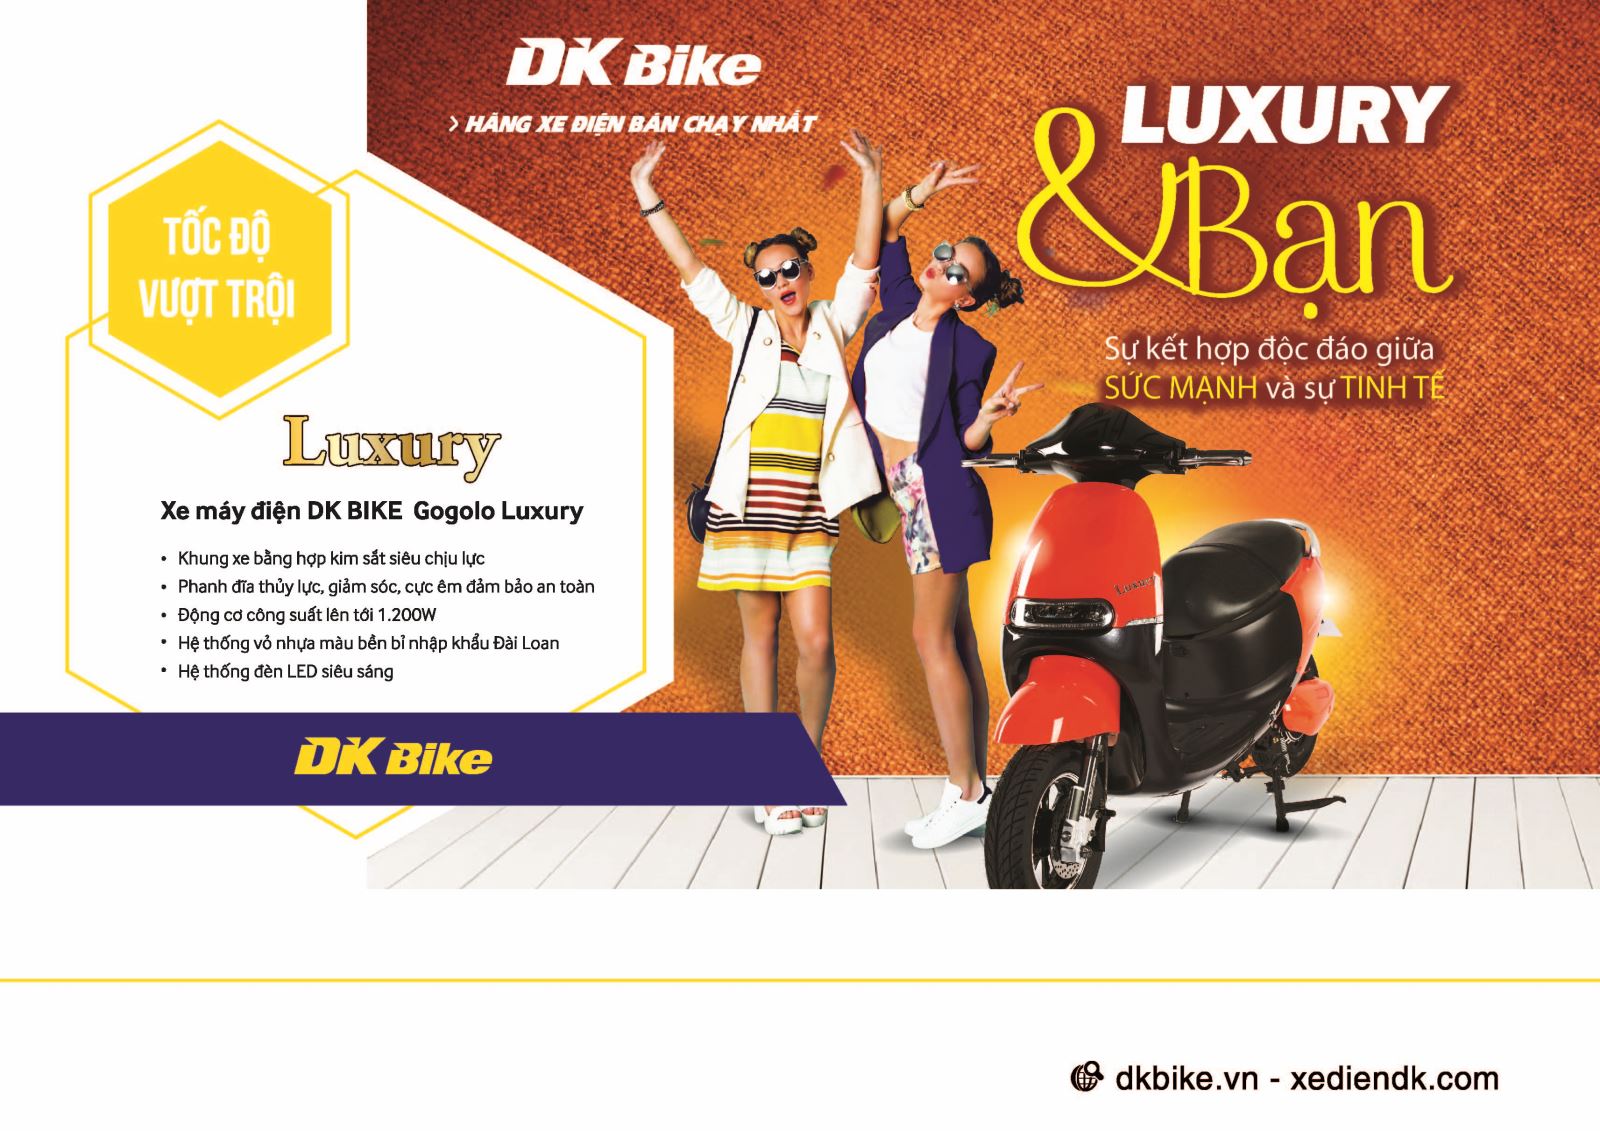 DK Bike
> HÃNG XE ĐIỆN BÁN CHẠY NHẤT
LUXURY
& Bạn
Sự kết hợp độc đáo giữa
SỨC MẠNH và sự TINH TẾ
TỐC ĐỘ
VƯỢT TRỘI
Luxury
Xe máy điện DK BIKE Gogolo Luxury
• Khung xe bằng hợp kim sắt siêu chịu lực
• Phanh đĩa thủy lực, giảm sóc, cực êm đảm bảo an toàn
• Động cơ công suất lên tới 1.200W
• Hệ thống vỏ nhựa màu bền bỉ nhập khẩu Đài Loan
• Hệ thống đèn LED siêu sáng
Luxury
DK Bike
dkbike.vn - xediendk.com